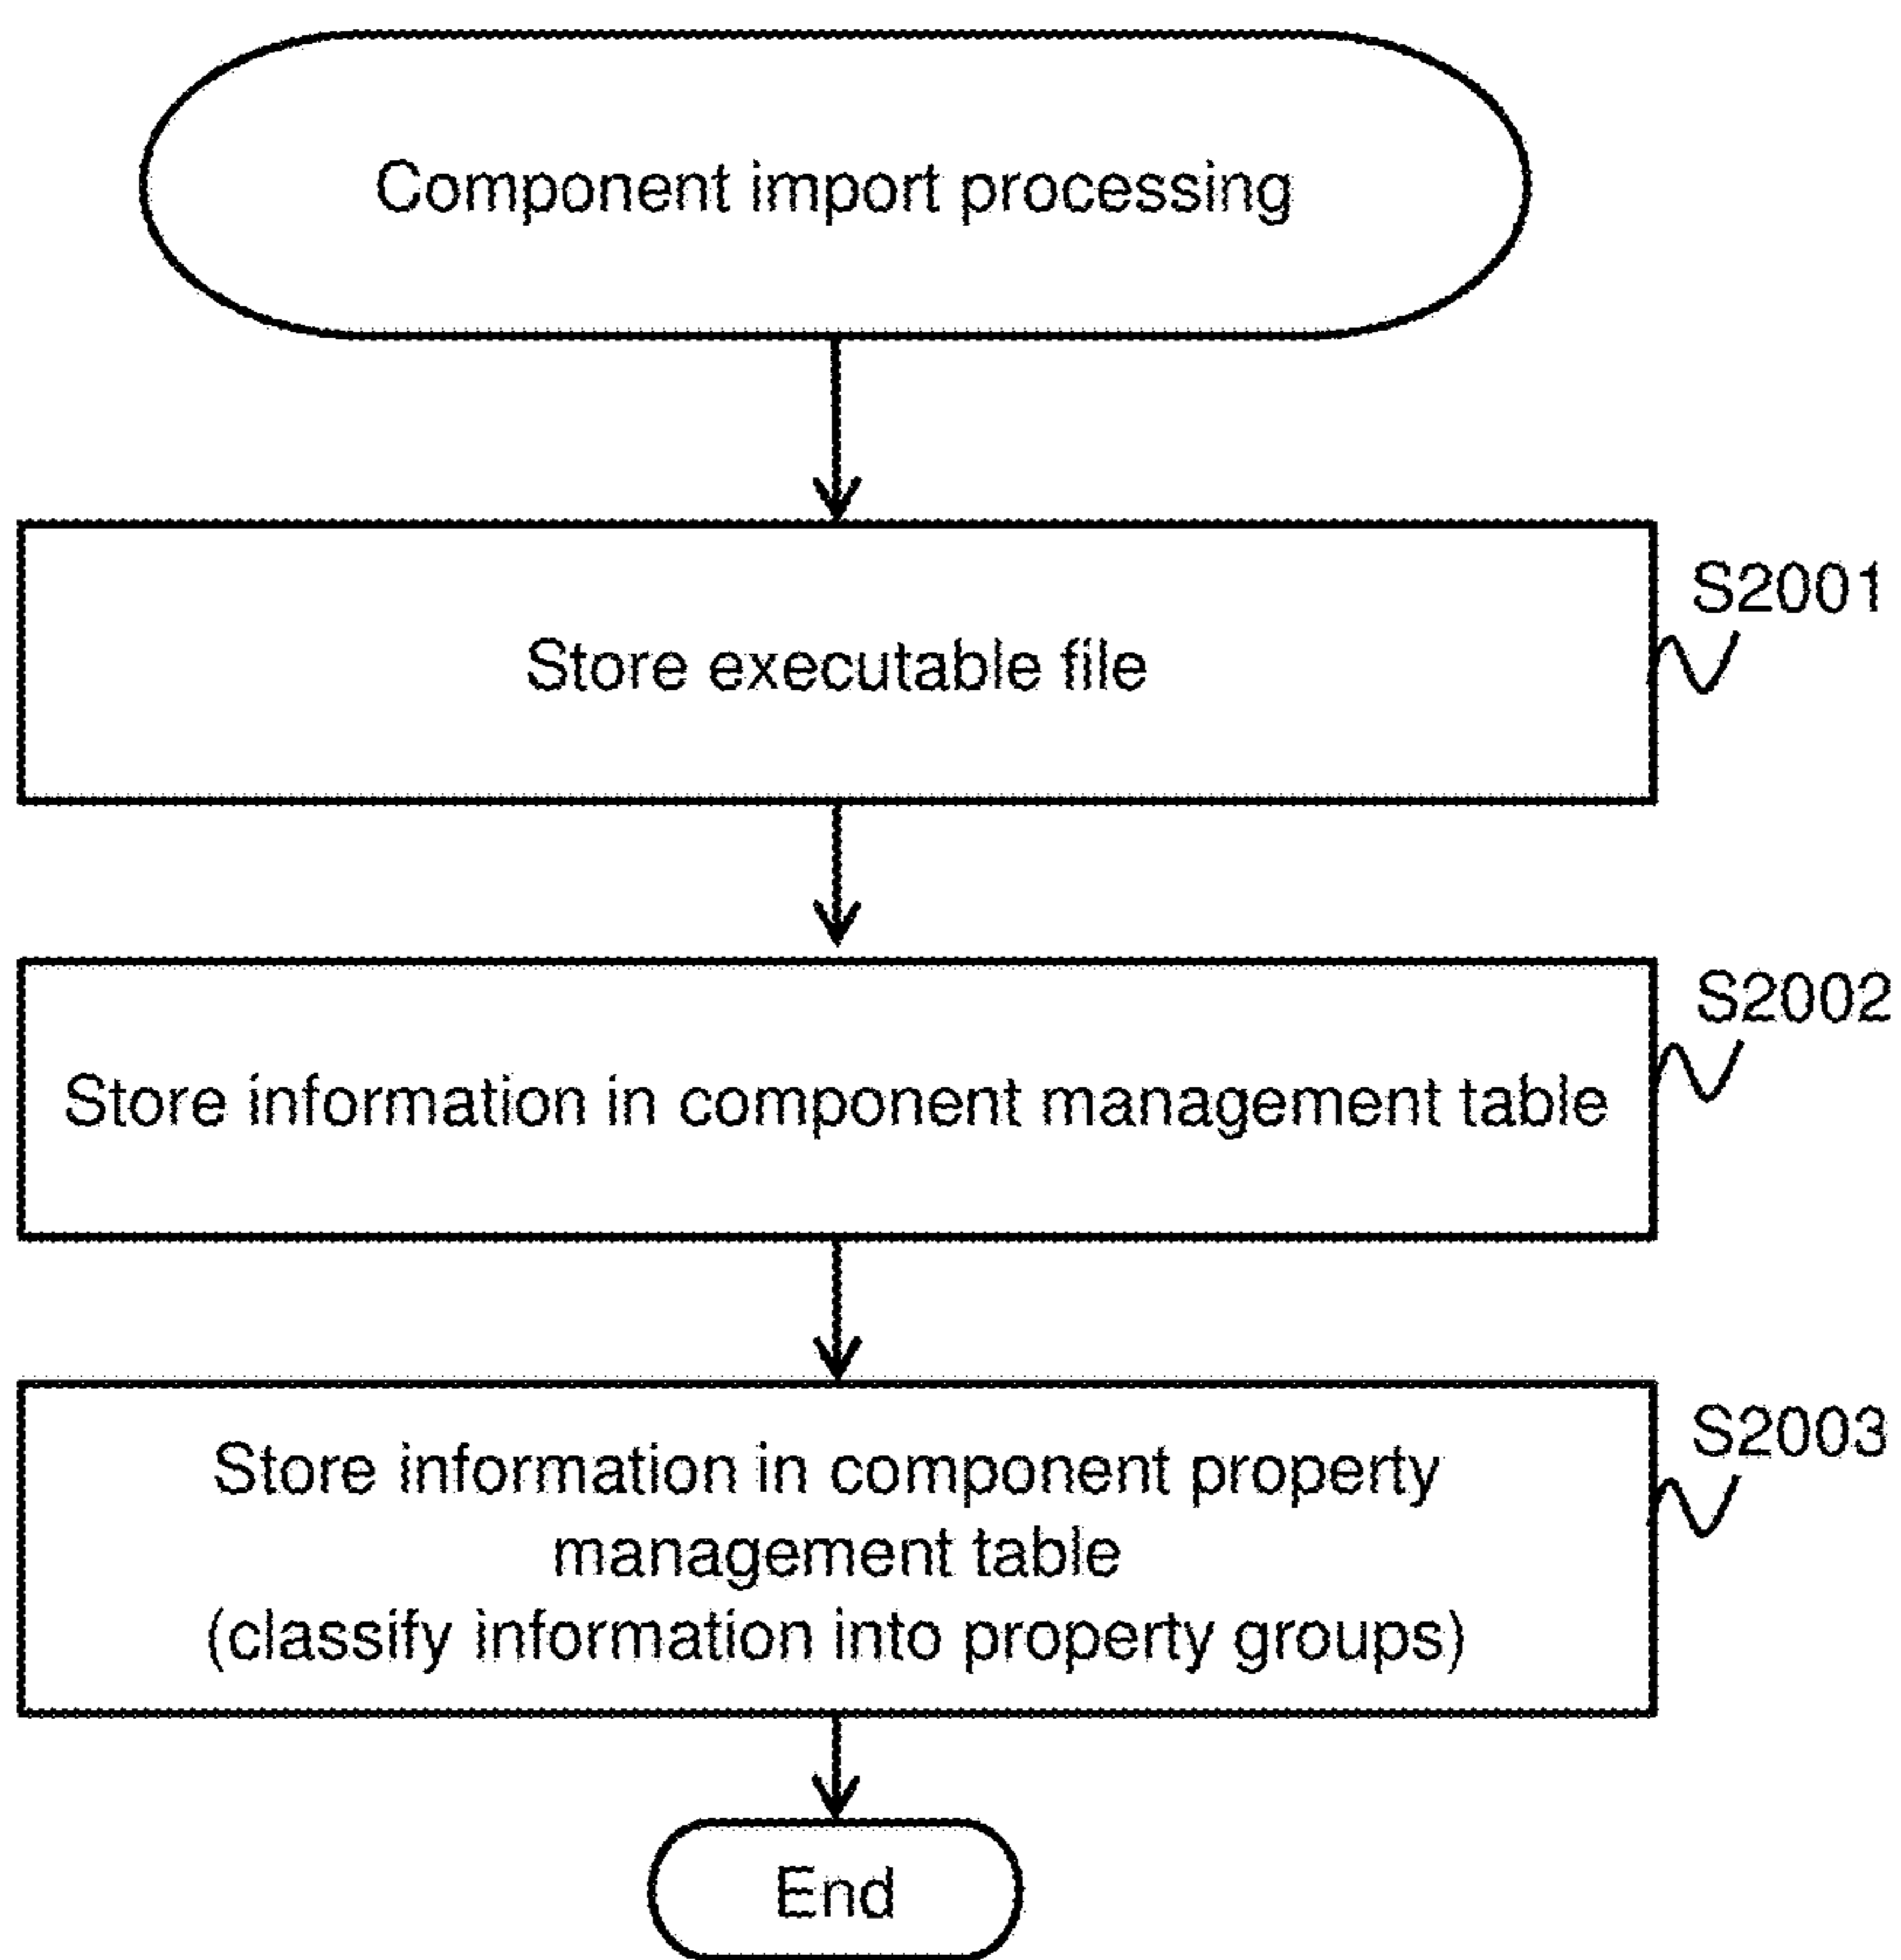 Component import processing
S2001
Store executable file
S2002
Store information in component management table
S2003
Store information in component property
management table
(classify information into property groups)
End